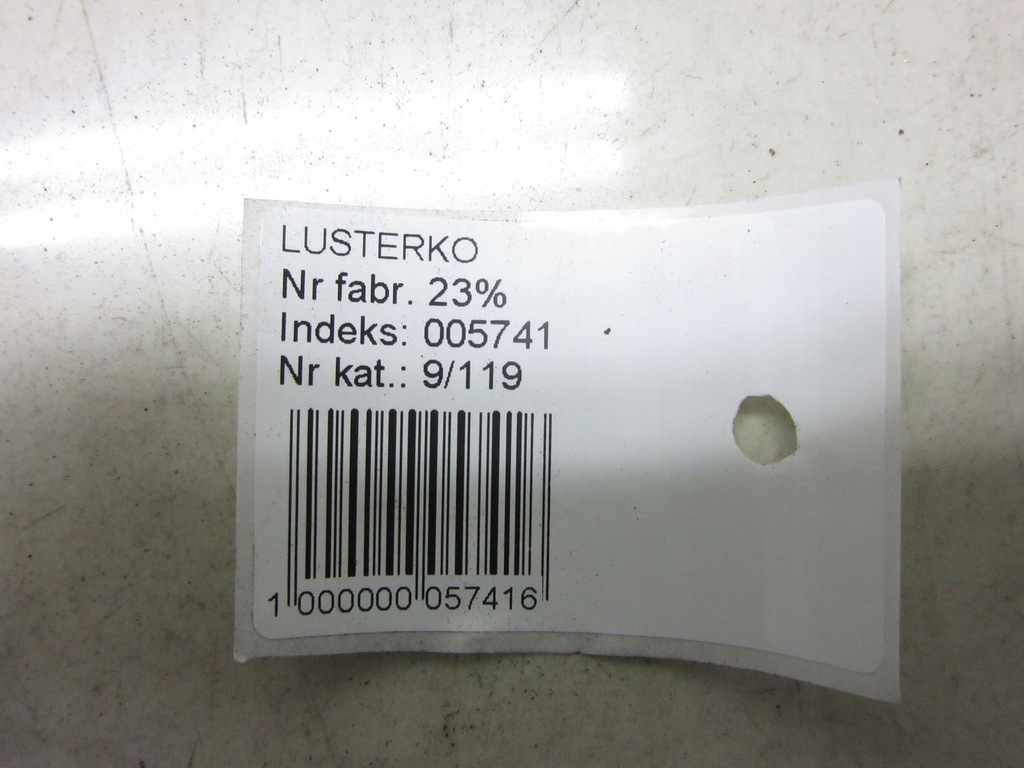 LUSTERKO
Nr fabr. 23%
Indeks: 005741
Nr kat.: 9/119
1 000000 057416